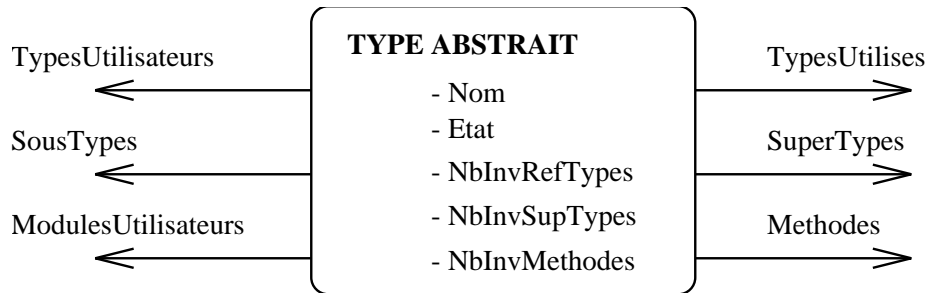 TYPE ABSTRAIT
TypesUtilisateurs
TypesUtilises
- Nom
- Etat
SousTypes
SuperTypes
- NbInvRefTypes
- NbInvSupTypes
ModulesUtilisateurs
Methodes
- NbInvMethodes